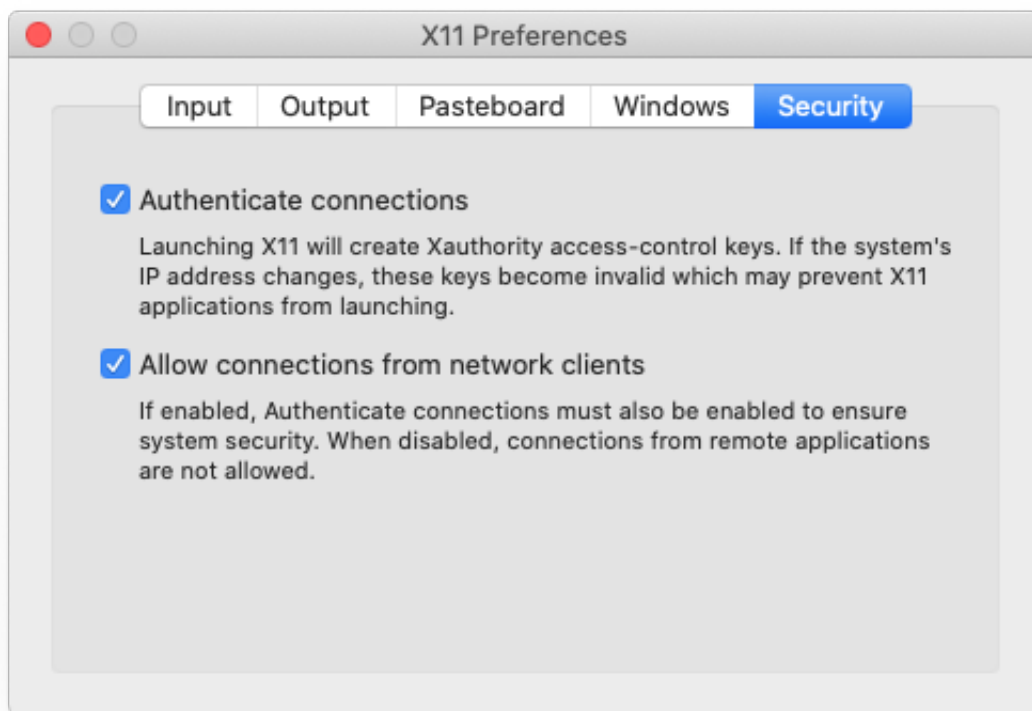 X11 Preferences
Input Output Pasteboard Windows Security
Authenticate connections
Launching X11 will create Xauthority access-control keys. If the system's
IP address changes, these keys become invalid which may prevent X11
applications from launching.
Allow connections from network clients
If enabled, Authenticate connections must also be enabled to ensure
system security. When disabled, connections from remote applications
are not allowed.